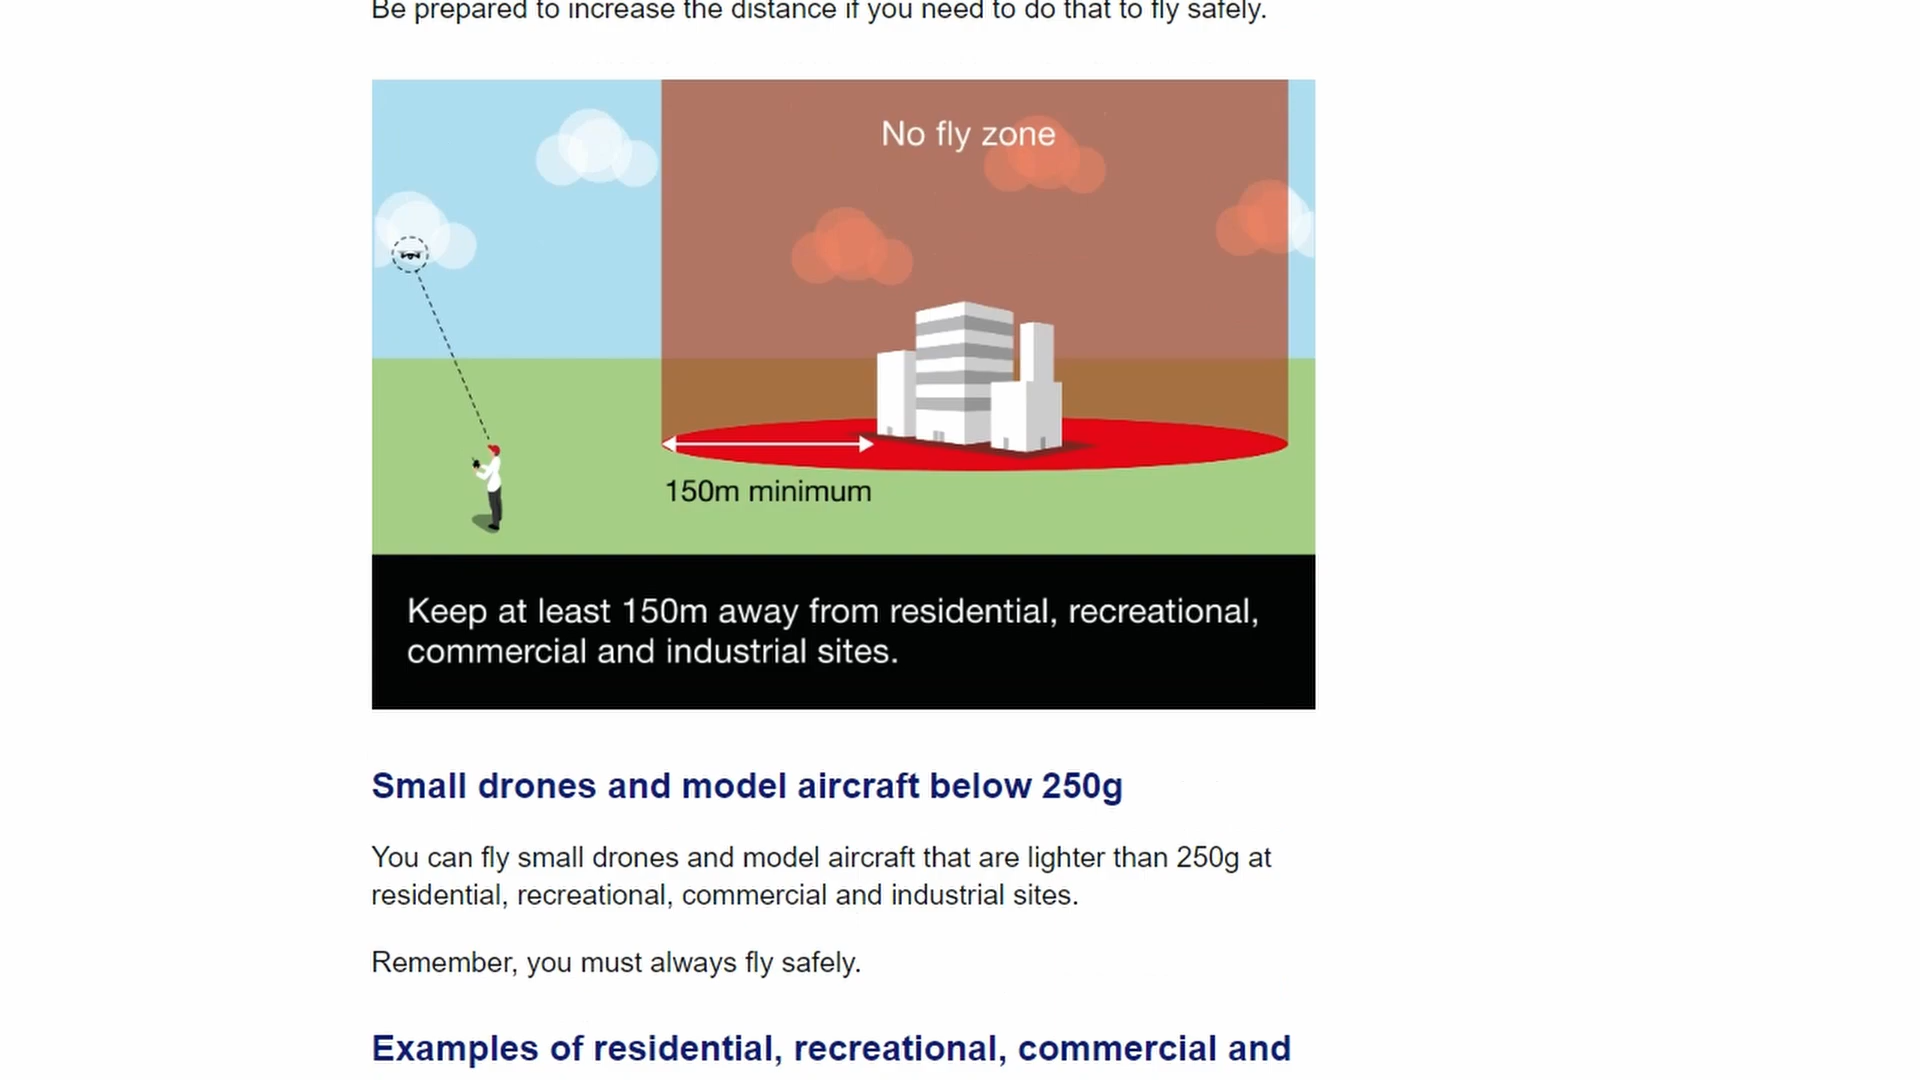 Be prepared to increase the distance if you need to do that to fly safely.
No fly zone
150m minimum
Keep at least 150m away from residential, recreational,
commercial and industrial sites.
Small drones and model aircraft below 250g
You can fly small drones and model aircraft that are lighter than 250g at
residential, recreational, commercial and industrial sites.
Remember, you must always fly safely.
Examples of residential, recreational, commercial and